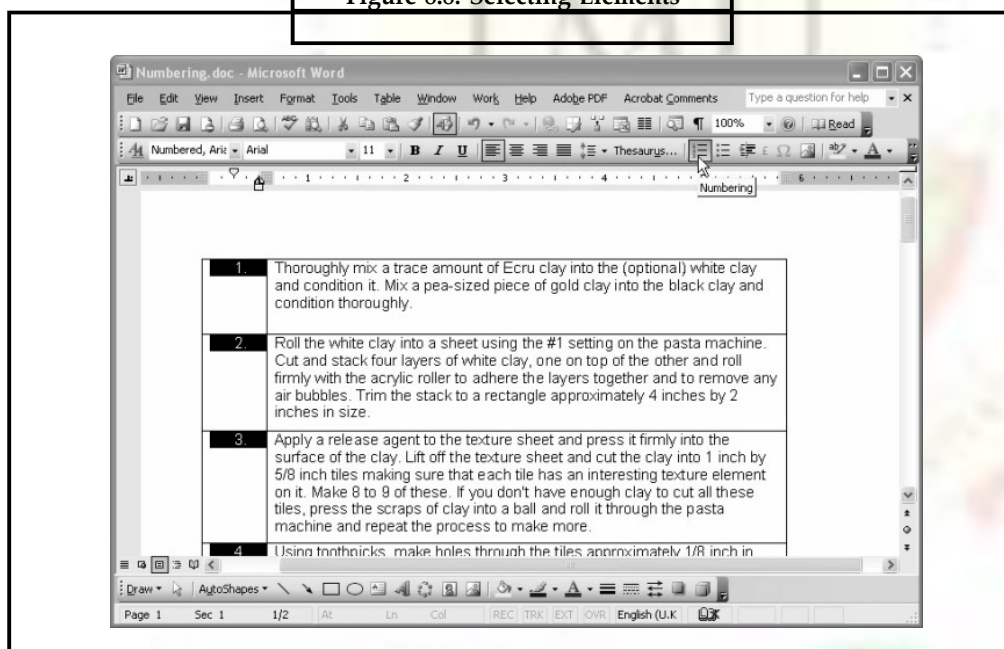 Figure 6.8: Selecting Elements
Numbering.doc - Microsoft Word
File Edit View Insert Format Tools Table Window Work Help Adobe PDF Acrobat Comments Type a question for help
100% Read
Numbered, Aria Arial 11 B I U Thesaurus...
1 2 3 4 6
Numbering
1. Thoroughly mix a trace amount of Ecru clay into the (optional) white clay
and condition it. Mix a pea-sized piece of gold clay into the black clay and
condition thoroughly.
2. Roll the white clay into a sheet using the #1 setting on the pasta machine.
Cut and stack four layers of white clay, one on top of the other and roll
firmly with the acrylic roller to adhere the layers together and to remove any
air bubbles. Trim the stack to a rectangle approximately 4 inches by 2
inches in size.
3. Apply a release agent to the texture sheet and press it firmly into the
surface of the clay. Lift off the texture sheet and cut the clay into 1 inch by
5/8 inch tiles making sure that each tile has an interesting texture element
on it. Make 8 to 9 of these. If you don't have enough clay to cut all these
tiles, press the scraps of clay into a ball and roll it through the pasta
machine and repeat the process to make more.
4. Using toothpicks, make holes through the tiles approximately 1/8 inch in
Draw AutoShapes
Page 1 Sec 1 1/2 At Ln Col REC TRK EXT OVR English (U.K